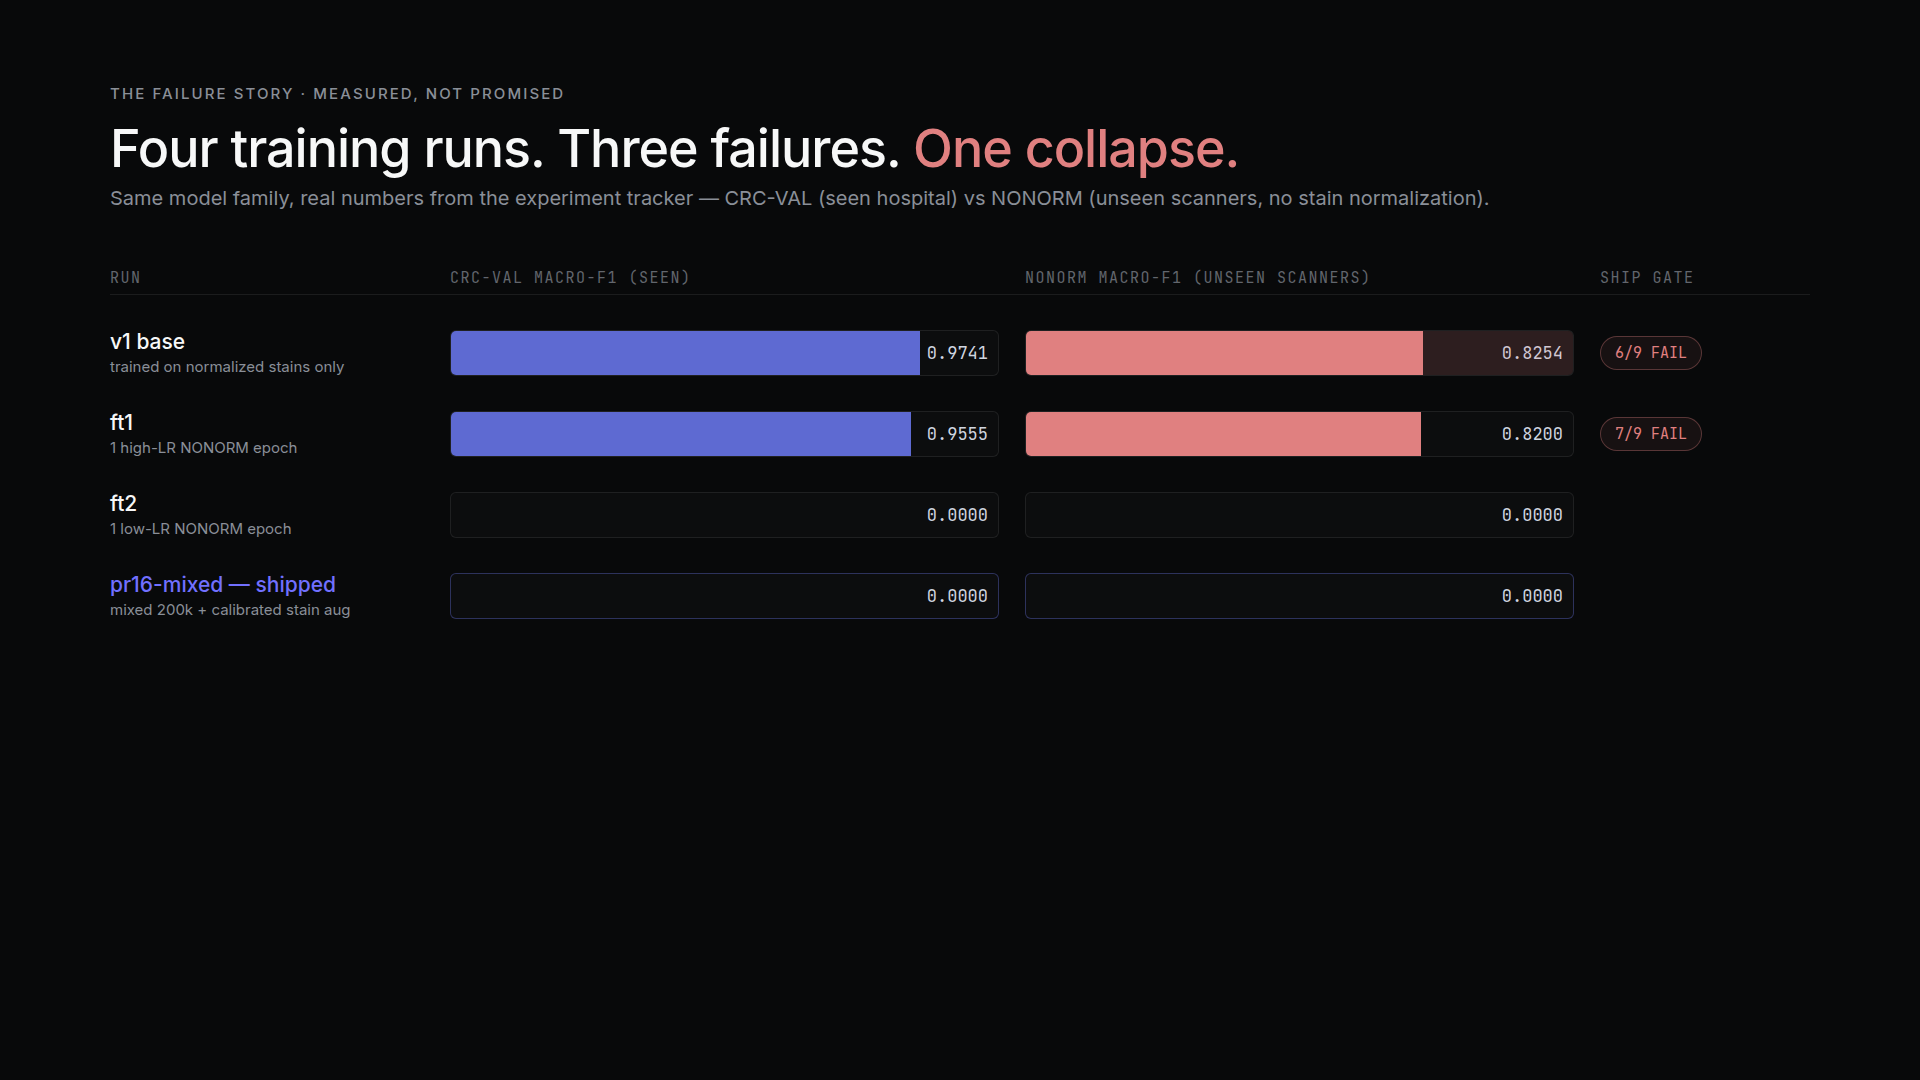 THE FAILURE STORY · MEASURED, NOT PROMISED
Four training runs. Three failures. One collapse.
Same model family, real numbers from the experiment tracker — CRC-VAL (seen hospital) vs NONORM (unseen scanners, no stain normalization).
RUN CRC-VAL MACRO-F1 (SEEN) NONORM MACRO-F1 (UNSEEN SCANNERS) SHIP GATE
v1 base
trained on normalized stains only
0.9741 0.8254 6/9 FAIL
ft1
1 high-LR NONORM epoch
0.9555 0.8200 7/9 FAIL
ft2
1 low-LR NONORM epoch
0.0000 0.0000
pr16-mixed — shipped
mixed 200k + calibrated stain aug
0.0000 0.0000